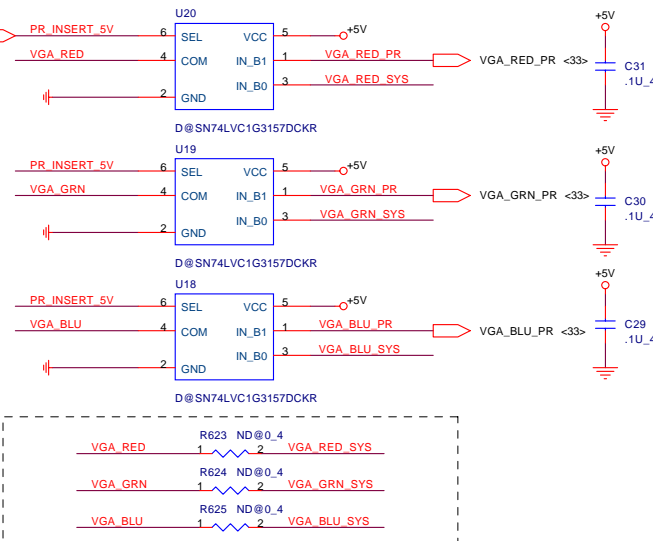 U20
+5V
PR_INSERT_5V 6 SEL VCC 5 +5V
VGA_RED 4 COM IN_B1 1 VGA_RED_PR VGA_RED_PR <33>
C31
.1U_4
IN_B0 3 VGA_RED_SYS
2 GND
D@SN74LVC1G3157DCKR
U19
+5V
PR_INSERT_5V 6 SEL VCC 5 +5V
VGA_GRN 4 COM IN_B1 1 VGA_GRN_PR VGA_GRN_PR <33>
C30
.1U_4
IN_B0 3 VGA_GRN_SYS
2 GND
D@SN74LVC1G3157DCKR
U18
+5V
PR_INSERT_5V 6 SEL VCC 5 +5V
VGA_BLU 4 COM IN_B1 1 VGA_BLU_PR VGA_BLU_PR <33>
C29
.1U_4
IN_B0 3 VGA_BLU_SYS
2 GND
D@SN74LVC1G3157DCKR
R623 ND@0_4
VGA_RED 1 2 VGA_RED_SYS
R624 ND@0_4
VGA_GRN 1 2 VGA_GRN_SYS
R625 ND@0_4
VGA_BLU 1 2 VGA_BLU_SYS